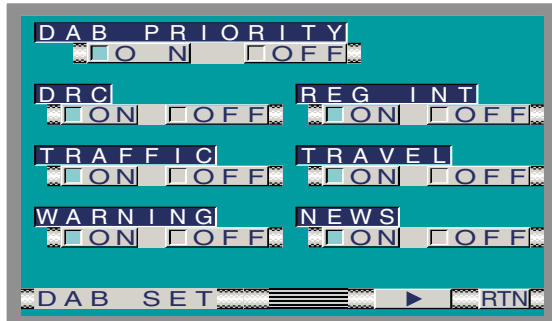 DAB PRIORITY
ON OFF
DRC REG INT
ON OFF ON OFF
TRAFFIC TRAVEL
ON OFF ON OFF
WARNING NEWS
ON OFF ON OFF
DAB SET ► RTN